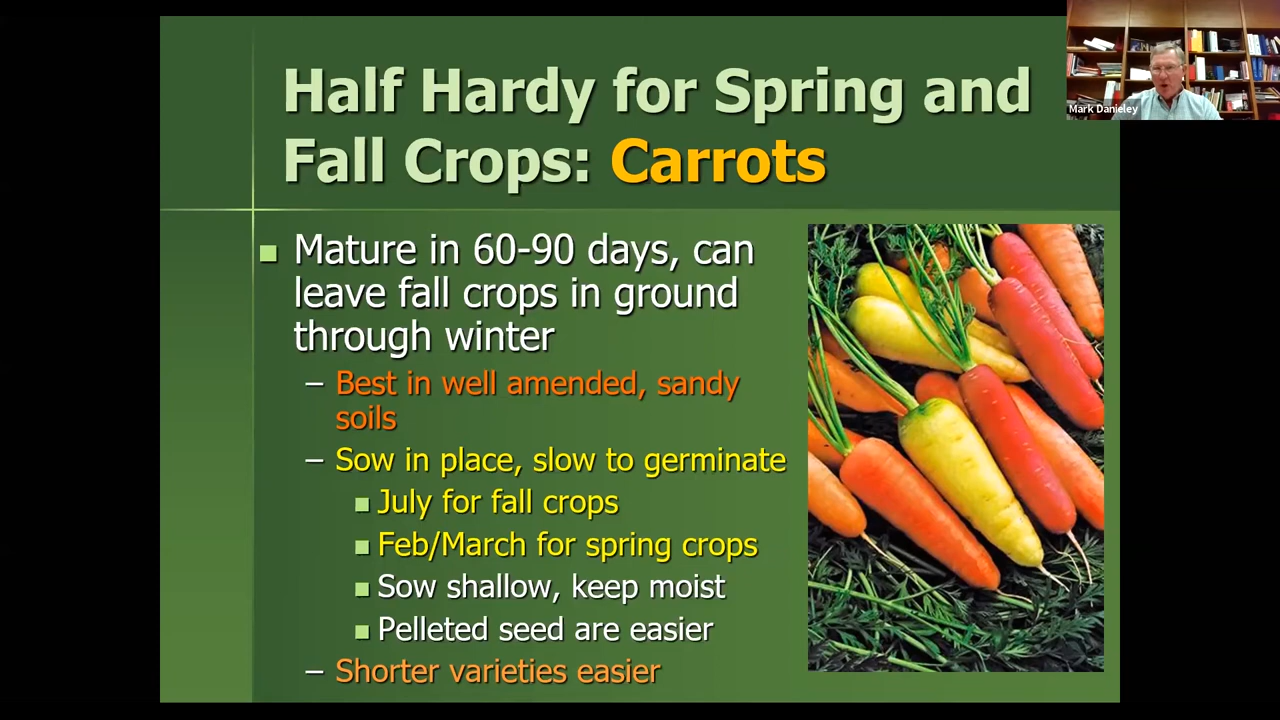 Half Hardy for Spring and
Fall Crops: Carrots
Mark Danieley
Mature in 60-90 days, can
leave fall crops in ground
through winter
– Best in well amended, sandy
soils
– Sow in place, slow to germinate
July for fall crops
Feb/March for spring crops
Sow shallow, keep moist
Pelleted seed are easier
– Shorter varieties easier